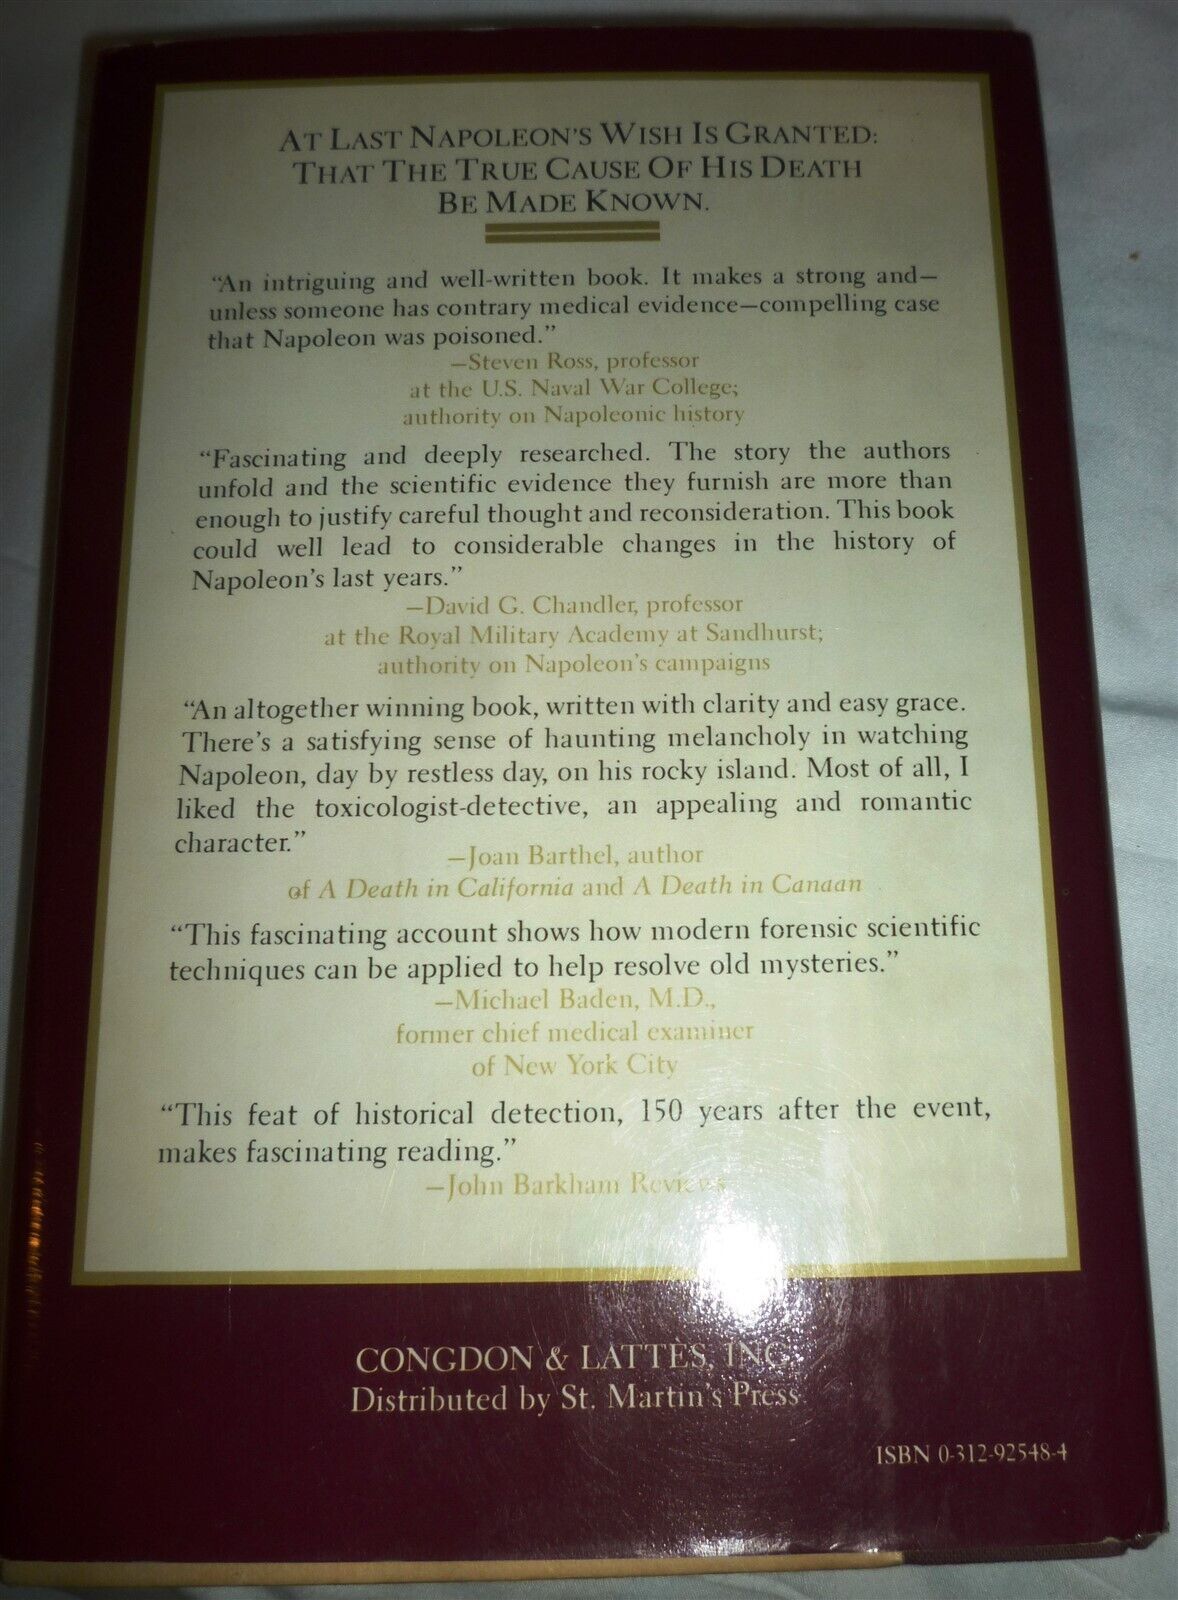 AT LAST NAPOLEON'S WISH IS GRANTED:
THAT THE TRUE CAUSE OF HIS DEATH
BE MADE KNOWN.
“An intriguing and well-written book. It makes a strong and—
unless someone has contrary medical evidence—compelling case
that Napoleon was poisoned.”
—Steven Ross, professor
at the U.S. Naval War College;
authority on Napoleonic history
“Fascinating and deeply researched. The story the authors
unfold and the scientific evidence they furnish are more than
enough to justify careful thought and reconsideration. This book
could well lead to considerable changes in the history of
Napoleon's last years.”
—David G. Chandler, professor
at the Royal Military Academy at Sandhurst;
authority on Napoleon's campaigns
“An altogether winning book, written with clarity and easy grace.
There's a satisfying sense of haunting melancholy in watching
Napoleon, day by restless day, on his rocky island. Most of all, I
liked the toxicologist-detective, an appealing and romantic
character.”
—Joan Barthel, author
of A Death in California and A Death in Canaan
“This fascinating account shows how modern forensic scientific
techniques can be applied to help resolve old mysteries.”
—Michael Baden, M.D.,
former chief medical examiner
of New York City
“This feat of historical detection, 150 years after the event,
makes fascinating reading.”
—John Barkham Reviews
CONGDON & LATTÈS, INC.
Distributed by St. Martin's Press
ISBN 0-312-92548-4